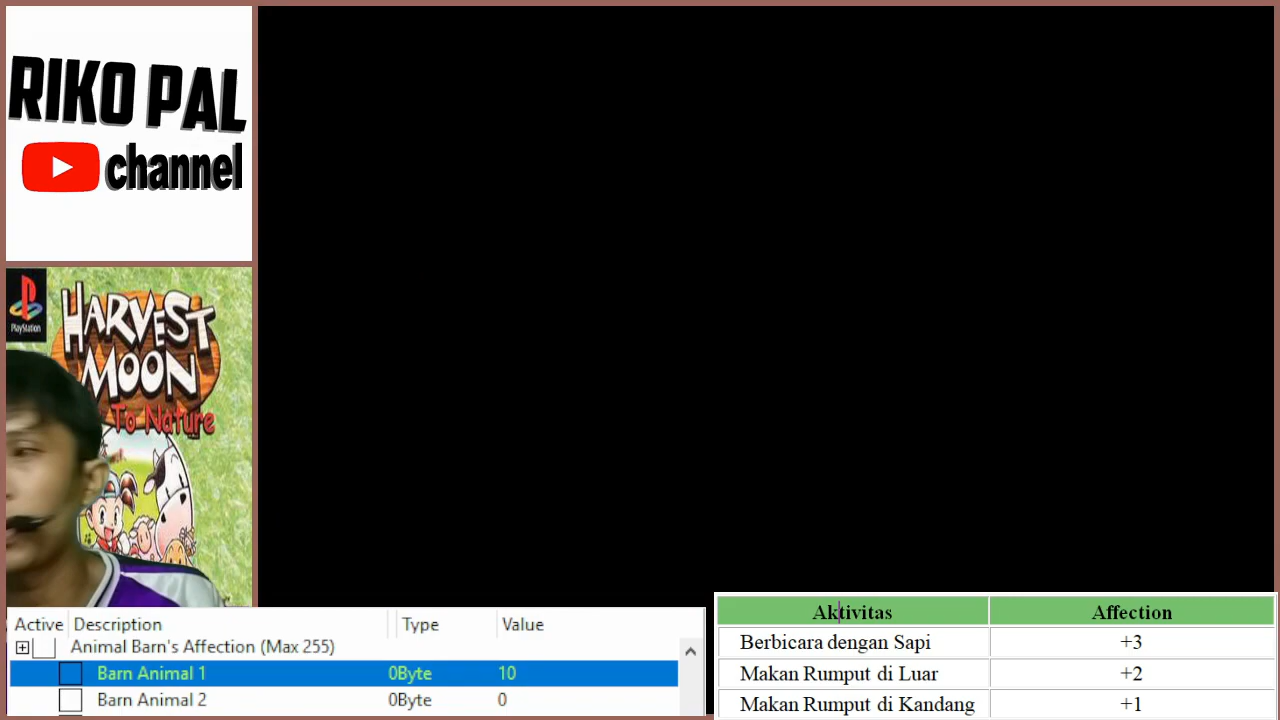 RIKO PAL
channel
PlayStation
HARVEST
MOON
To Nature
Active Description Type Value
Animal Barn's Affection (Max 255)
Barn Animal 1 0Byte 10
Barn Animal 2 0Byte 0
Aktivitas Affection
Berbicara dengan Sapi +3
Makan Rumput di Luar +2
Makan Rumput di Kandang +1